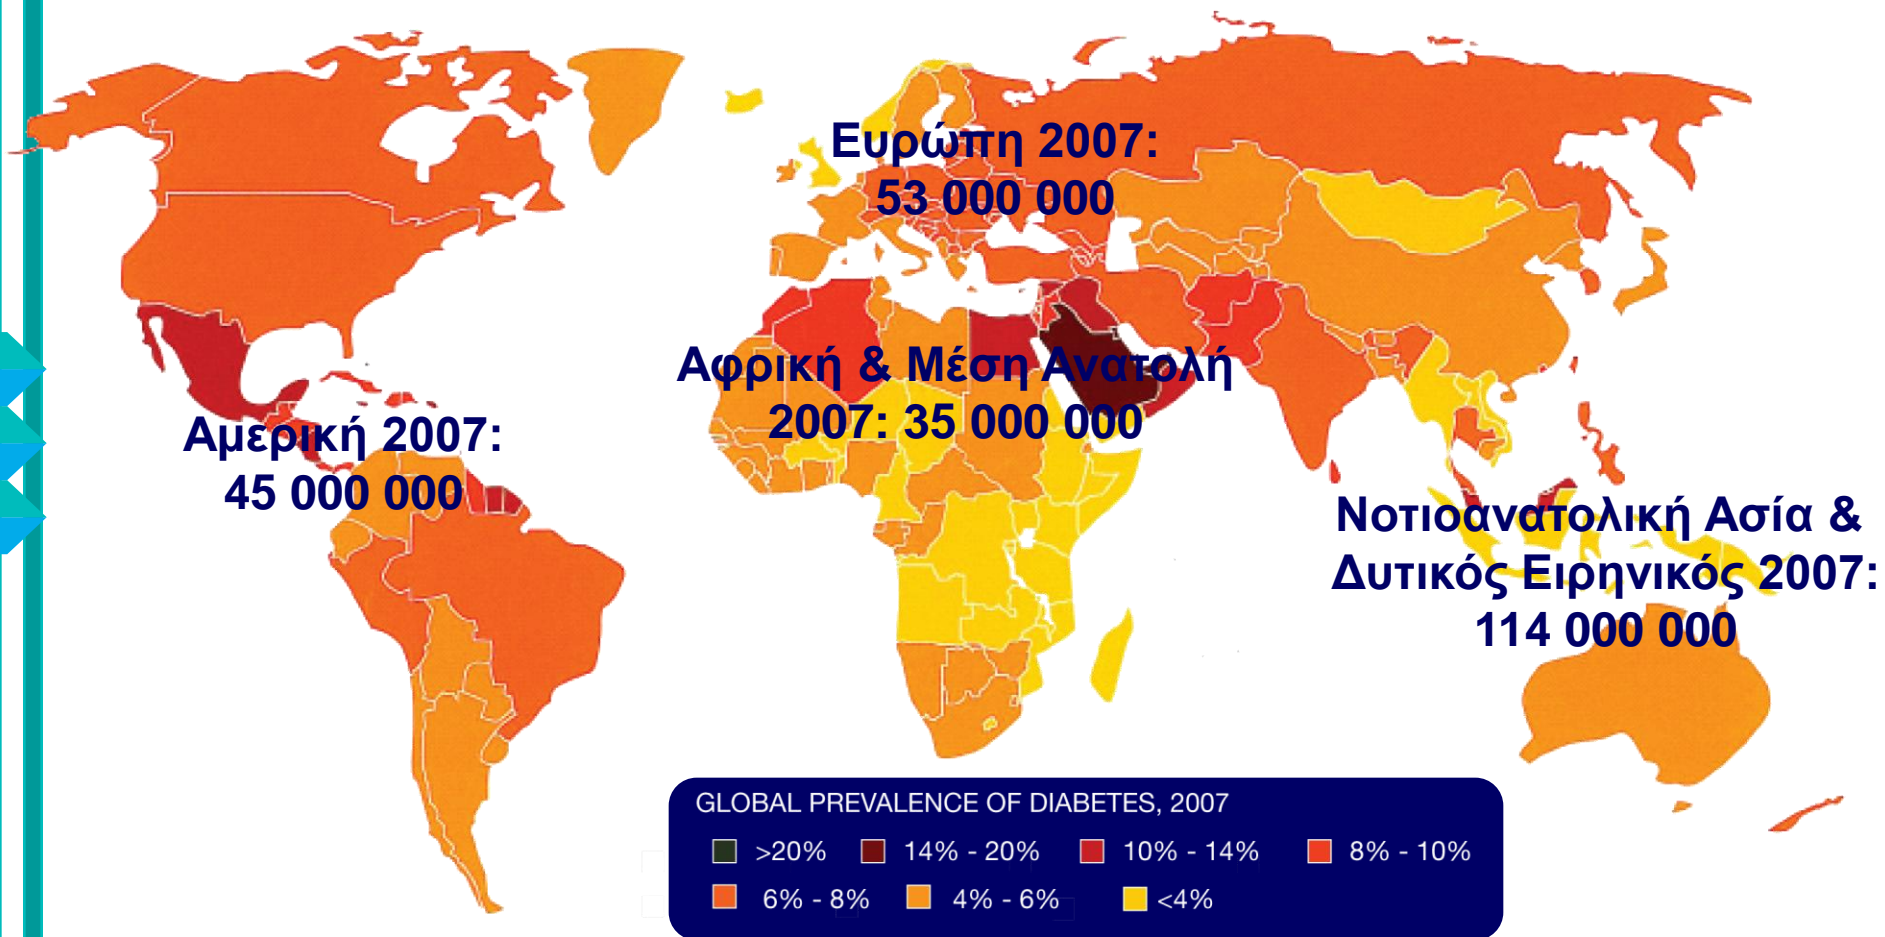 Ευρώπη 2007:
53 000 000
Αφρική & Μέση Ανατολή
2007: 35 000 000
Αμερική 2007:
45 000 000
Νοτιοανατολική Ασία &
Δυτικός Ειρηνικός 2007:
114 000 000
GLOBAL PREVALENCE OF DIABETES, 2007
>20% 14% - 20% 10% - 14% 8% - 10%
6% - 8% 4% - 6% <4%